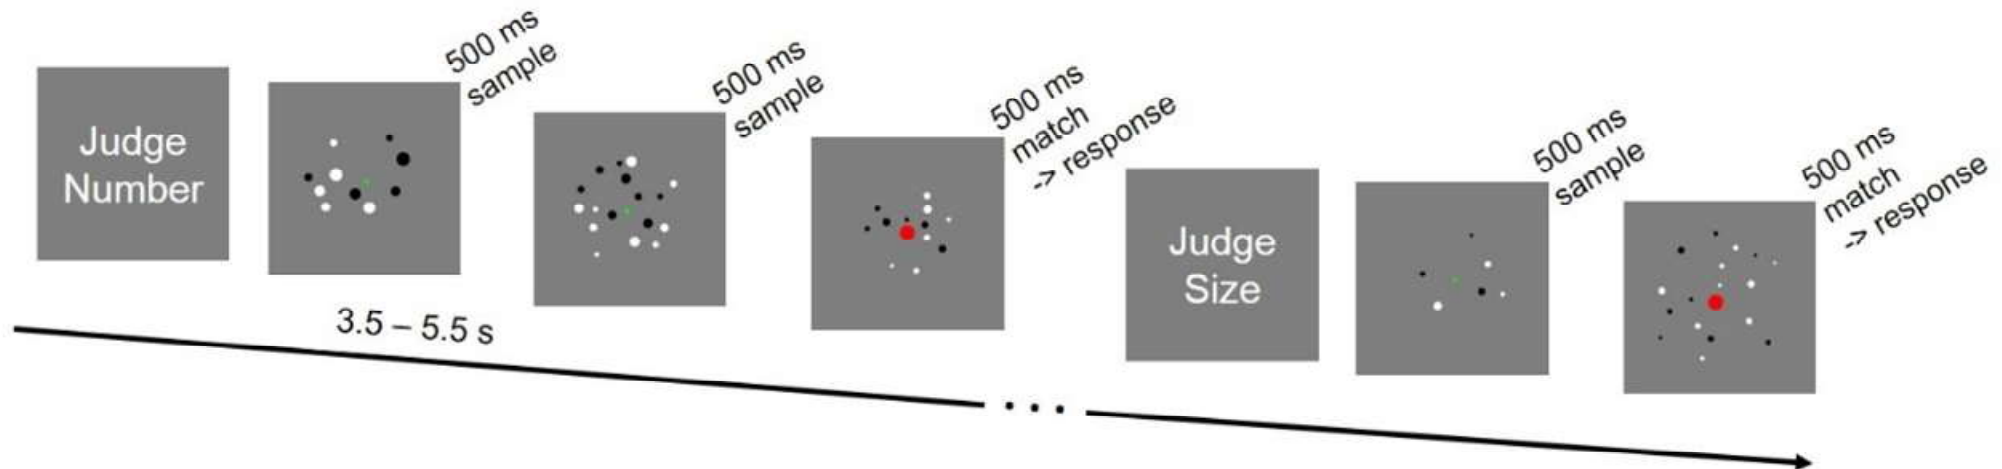 Judge
Number
500 ms
sample
500 ms
sample
500 ms
match
-> response
Judge
Size
500 ms
sample
500 ms
match
-> response
3.5 – 5.5 s